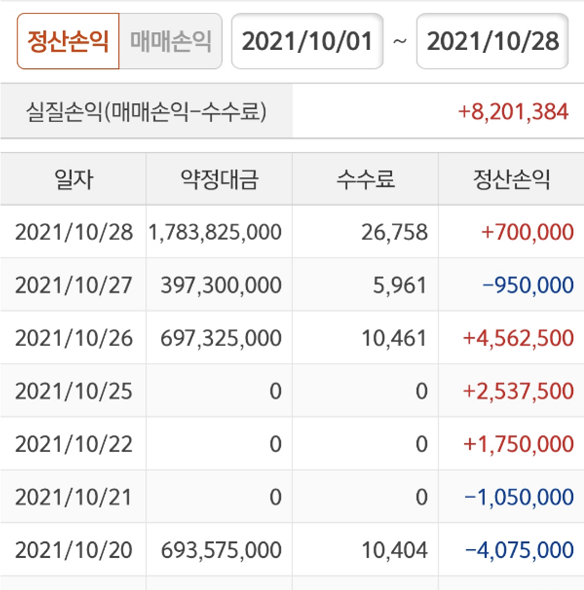 정산손익 매매손익 2021/10/01 ~ 2021/10/28
실질손익(매매손익-수수료) +8,201,384
일자 약정대금 수수료 정산손익
2021/10/28 1,783,825,000 26,758 +700,000
2021/10/27 397,300,000 5,961 -950,000
2021/10/26 697,325,000 10,461 +4,562,500
2021/10/25 0 0 +2,537,500
2021/10/22 0 0 +1,750,000
2021/10/21 0 0 -1,050,000
2021/10/20 693,575,000 10,404 -4,075,000